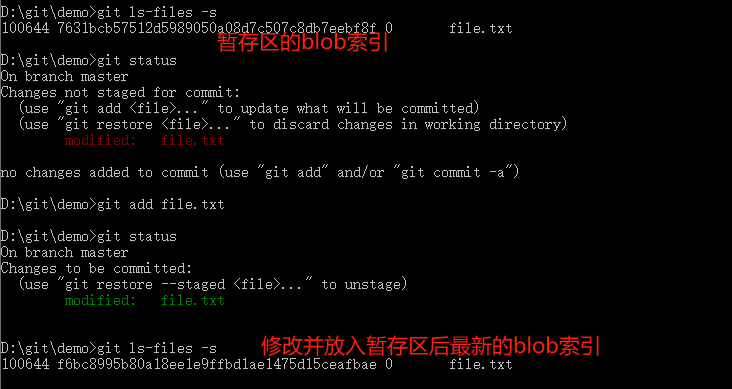 D:\git\demo>git ls-files -s
100644 7631bcb57512d5989050a08d7c507c8db7eebf8f 0       file.txt
暂存区的blob索引
D:\git\demo>git status
On branch master
Changes not staged for commit:
  (use "git add <file>..." to update what will be committed)
  (use "git restore <file>..." to discard changes in working directory)
        modified:   file.txt
no changes added to commit (use "git add" and/or "git commit -a")
D:\git\demo>git add file.txt
D:\git\demo>git status
On branch master
Changes to be committed:
  (use "git restore --staged <file>..." to unstage)
        modified:   file.txt
D:\git\demo>git ls-files -s
修改并放入暂存区后最新的blob索引
100644 f6bc8995b80a18ee1e9ffbd1ae1475d15ceafbae 0       file.txt